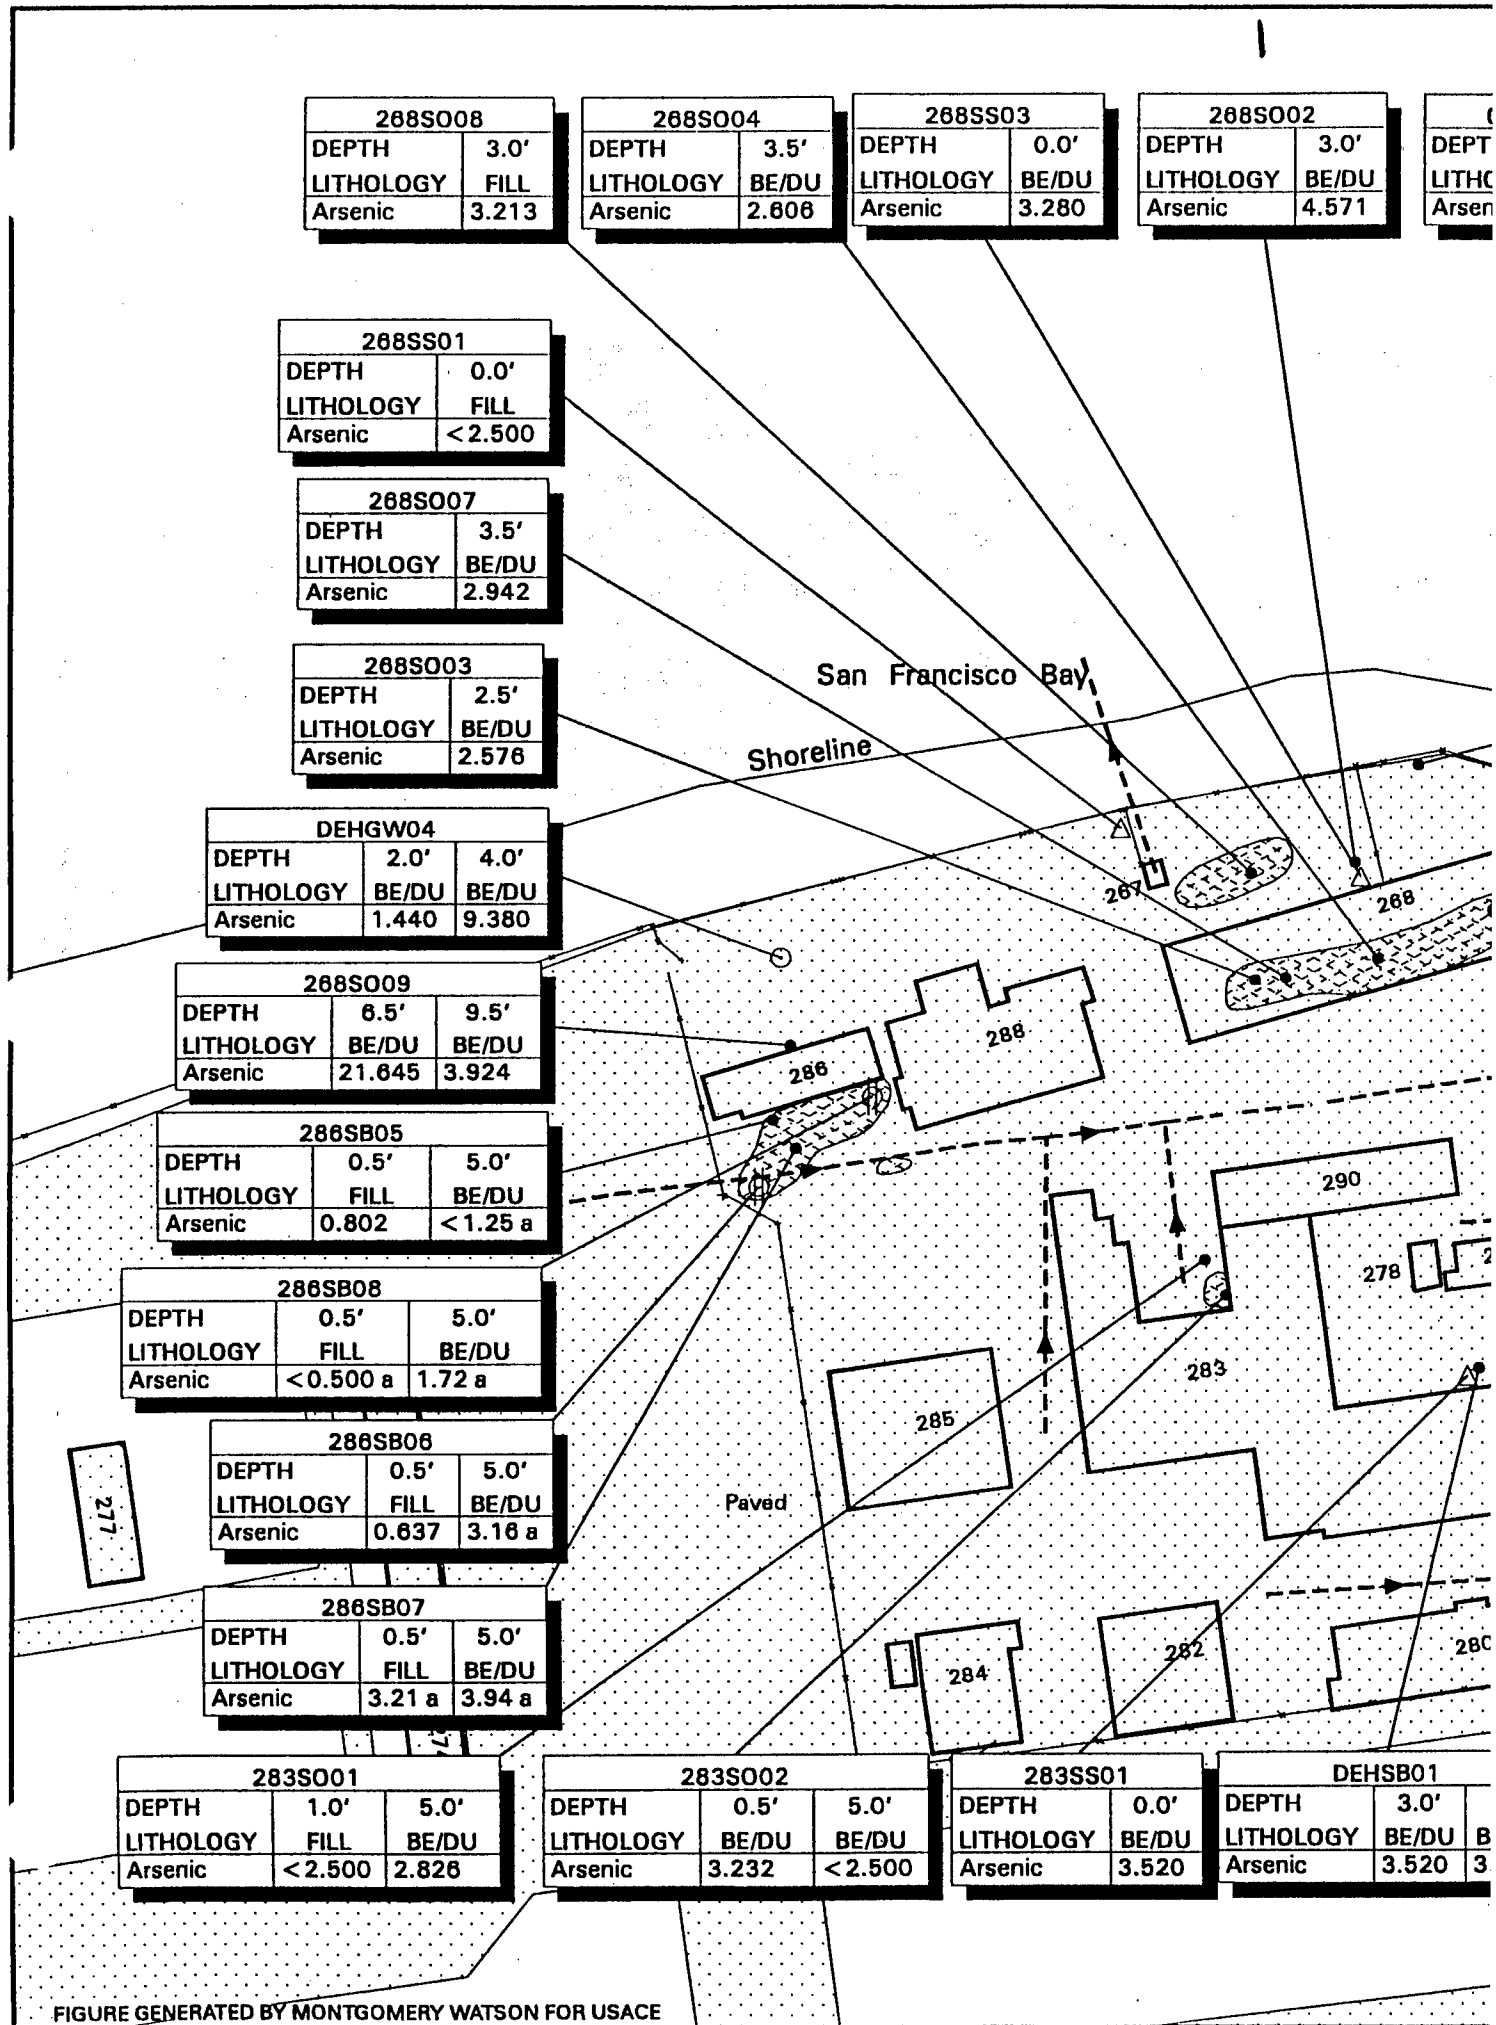 268SO08
DEPTH 3.0'
LITHOLOGY FILL
Arsenic 3.213
268SO04
DEPTH 3.5'
LITHOLOGY BE/DU
Arsenic 2.606
268SS03
DEPTH 0.0'
LITHOLOGY BE/DU
Arsenic 3.280
268SO02
DEPTH 3.0'
LITHOLOGY BE/DU
Arsenic 4.571
DEPT
LITHO
Arsen
268SS01
DEPTH 0.0'
LITHOLOGY FILL
Arsenic <2.500
268SO07
DEPTH 3.5'
LITHOLOGY BE/DU
Arsenic 2.942
268SO03
DEPTH 2.5'
LITHOLOGY BE/DU
Arsenic 2.576
San Francisco Bay
Shoreline
DEHGW04
DEPTH 2.0' 4.0'
LITHOLOGY BE/DU BE/DU
Arsenic 1.440 9.380
267
268
268SO09
DEPTH 6.5' 9.5'
LITHOLOGY BE/DU BE/DU
Arsenic 21.645 3.924
288
286
286SB05
DEPTH 0.5' 5.0'
LITHOLOGY FILL BE/DU
Arsenic 0.802 <1.25 a
290
278
2
286SB08
DEPTH 0.5' 5.0'
LITHOLOGY FILL BE/DU
Arsenic <0.500 a 1.72 a
283
285
286SB06
DEPTH 0.5' 5.0'
LITHOLOGY FILL BE/DU
Arsenic 0.637 3.16 a
277
Paved
286SB07
DEPTH 0.5' 5.0'
LITHOLOGY FILL BE/DU
Arsenic 3.21 a 3.94 a
284
282
280
283SO01
DEPTH 1.0' 5.0'
LITHOLOGY FILL BE/DU
Arsenic <2.500 2.826
283SO02
DEPTH 0.5' 5.0'
LITHOLOGY BE/DU BE/DU
Arsenic 3.232 <2.500
283SS01
DEPTH 0.0'
LITHOLOGY BE/DU
Arsenic 3.520
DEHSB01
DEPTH 3.0'
LITHOLOGY BE/DU B
Arsenic 3.520 3.
FIGURE GENERATED BY MONTGOMERY WATSON FOR USACE